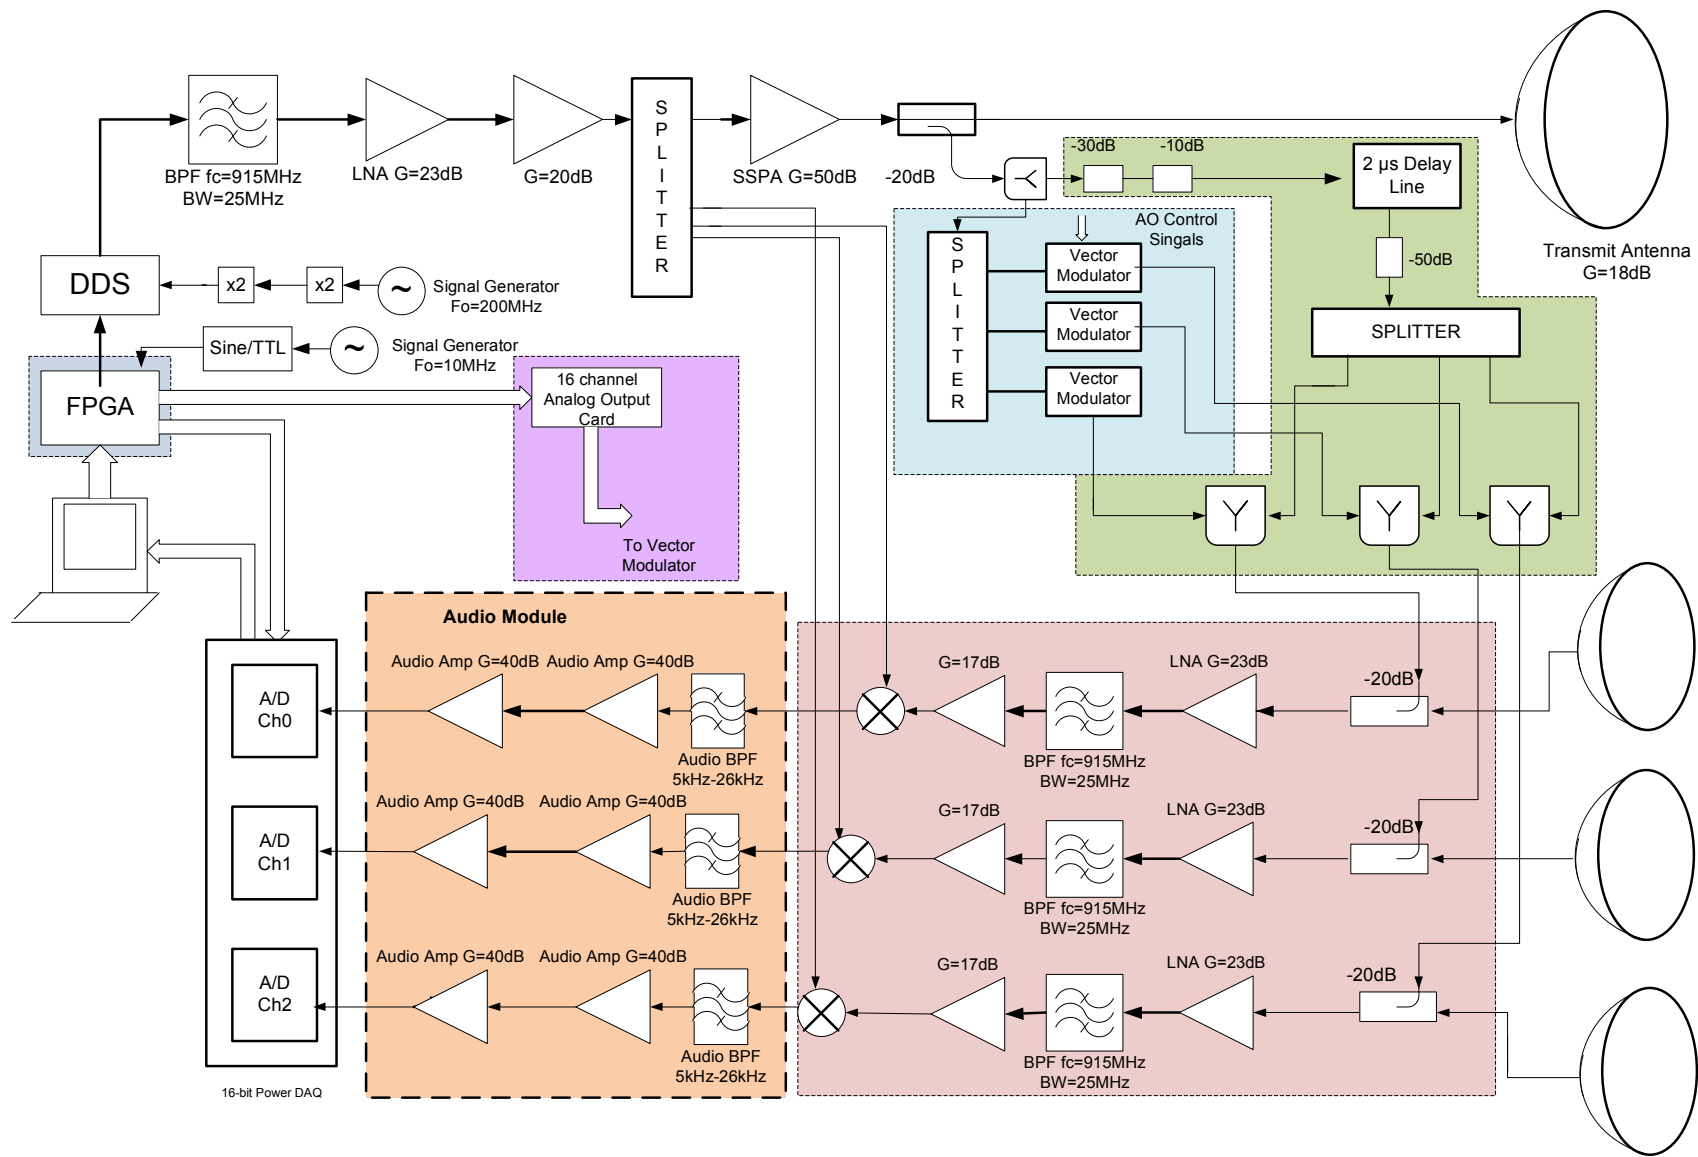 BPF fc=915MHz
BW=25MHz
LNA G=23dB
G=20dB
SPLITTER
SSPA G=50dB
-20dB
-30dB
-10dB
2 µs Delay
Line
-50dB
SPLITTER
Transmit Antenna
G=18dB
AO Control
Singals
SPLITTER
Vector
Modulator
Vector
Modulator
Vector
Modulator
DDS
x2
x2
~
Signal Generator
Fo=200MHz
Sine/TTL
~
Signal Generator
Fo=10MHz
FPGA
16 channel
Analog Output
Card
To Vector
Modulator
Y
Y
Y
Y
Audio Module
Audio Amp G=40dB
Audio Amp G=40dB
Audio BPF
5kHz-26kHz
G=17dB
BPF fc=915MHz
BW=25MHz
LNA G=23dB
-20dB
A/D
Ch0
Audio Amp G=40dB
Audio Amp G=40dB
Audio BPF
5kHz-26kHz
G=17dB
BPF fc=915MHz
BW=25MHz
LNA G=23dB
-20dB
A/D
Ch1
Audio Amp G=40dB
Audio Amp G=40dB
Audio BPF
5kHz-26kHz
G=17dB
BPF fc=915MHz
BW=25MHz
LNA G=23dB
-20dB
A/D
Ch2
16-bit Power DAQ